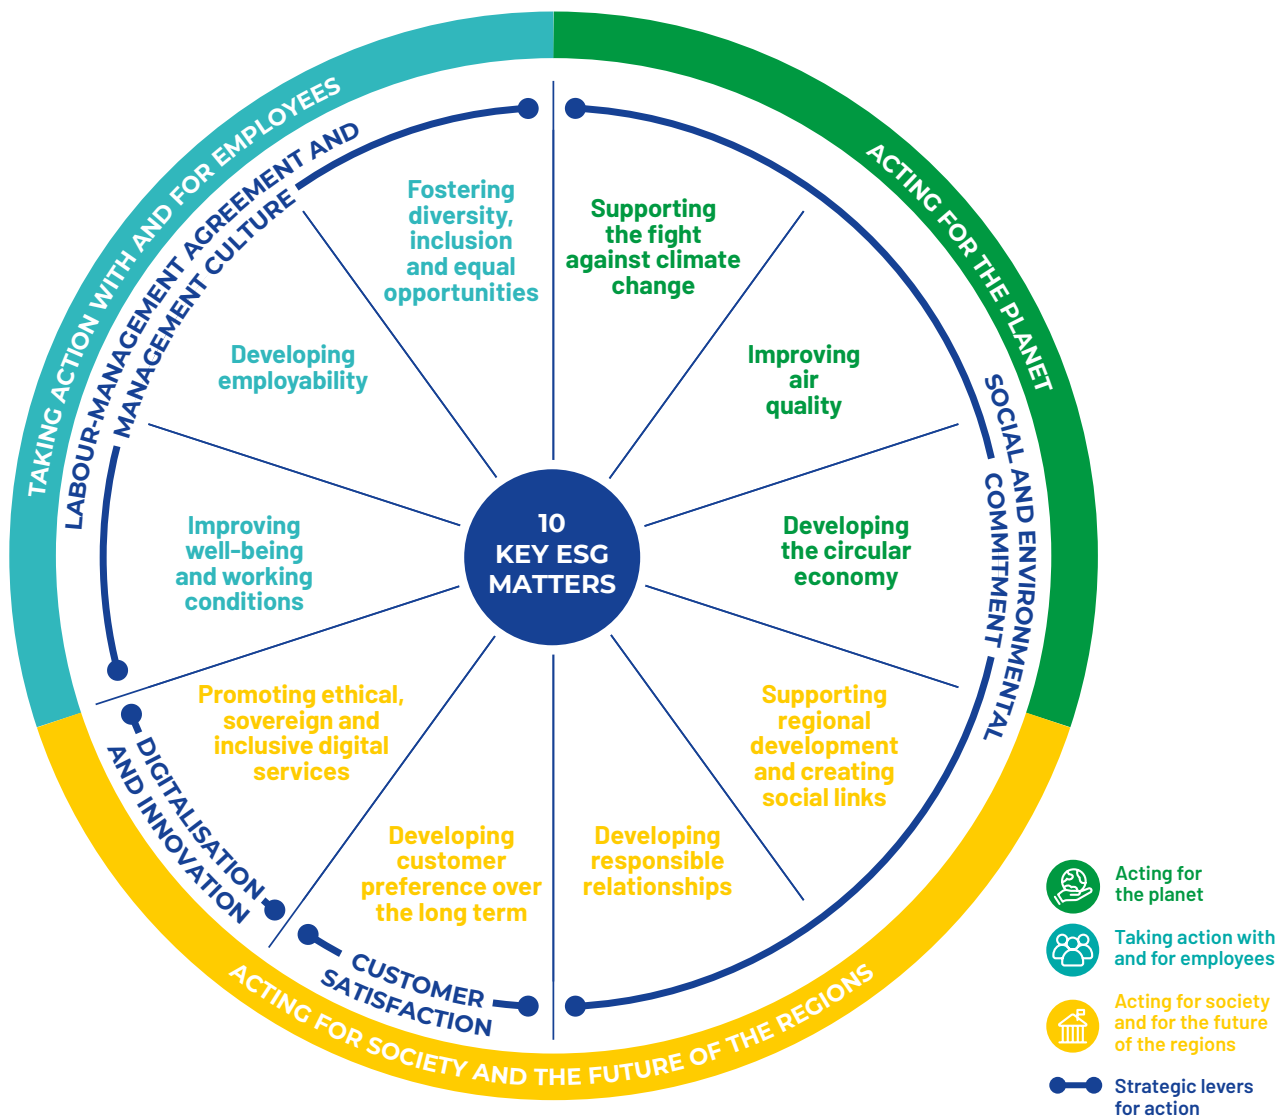 TAKING ACTION WITH AND FOR EMPLOYEES
ACTING FOR THE PLANET
LABOUR-MANAGEMENT AGREEMENT AND
MANAGEMENT CULTURE
SOCIAL AND ENVIRONMENTAL
COMMITMENT
Fostering
diversity,
inclusion
and equal
opportunities
Supporting
the fight
against climate
change
Developing
employability
Improving
air
quality
Improving
well-being
and working
conditions
10
KEY ESG
MATTERS
Developing
the circular
economy
Promoting ethical,
sovereign and
inclusive digital
services
Supporting
regional
development
and creating
social links
Developing
customer
preference over
the long term
Developing
responsible
relationships
DIGITALISATION
AND INNOVATION
CUSTOMER
SATISFACTION
ACTING FOR SOCIETY AND THE FUTURE OF THE REGIONS
Acting for
the planet
Taking action with
and for employees
Acting for society
and for the future
of the regions
Strategic levers
for action